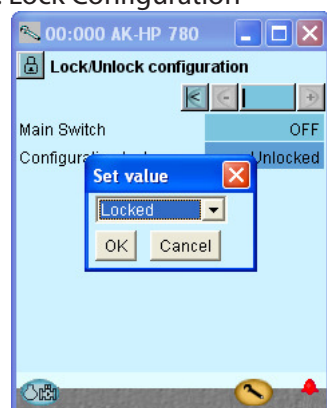 Lock Configuration
00:000 AK-HP 780
Lock/Unlock configuration
Main Switch OFF
Unlocked
Set value
Locked
OK Cancel